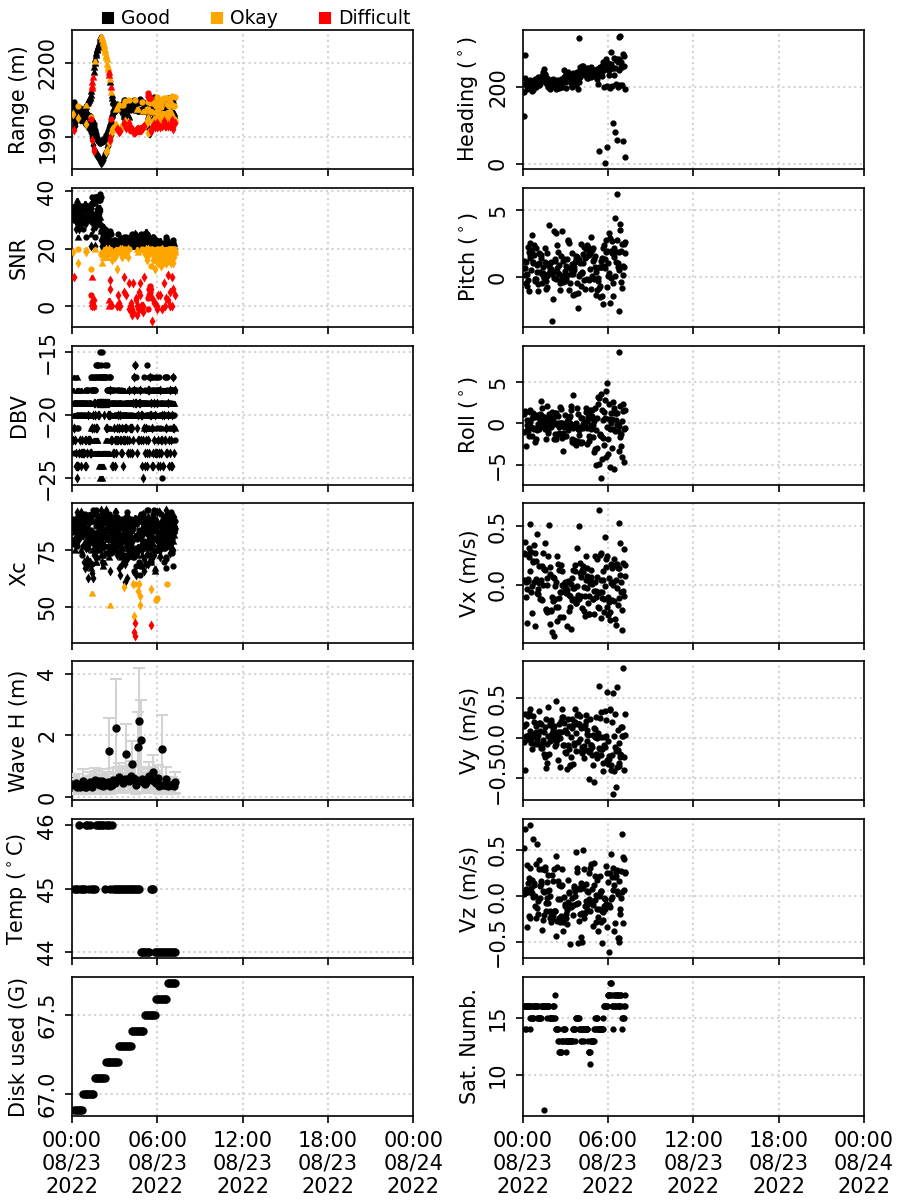 Good Okay Difficult
Range (m)
2200
1990
Heading (°)
200
0
SNR
40
20
0
Pitch (°)
5
0
DBV
−15
−20
−25
Roll (°)
5
0
−5
Xc
75
50
Vx (m/s)
0.5
0.0
Wave H (m)
4
2
0
Vy (m/s)
0.5
0.0
−0.5
Temp (°C)
46
45
44
Vz (m/s)
0.5
0.0
−0.5
Disk used (G)
67.5
67.0
Sat. Numb.
15
10
00:00 06:00 12:00 18:00 00:00
08/23 08/23 08/23 08/23 08/24
2022 2022 2022 2022 2022
00:00 06:00 12:00 18:00 00:00
08/23 08/23 08/23 08/23 08/24
2022 2022 2022 2022 2022